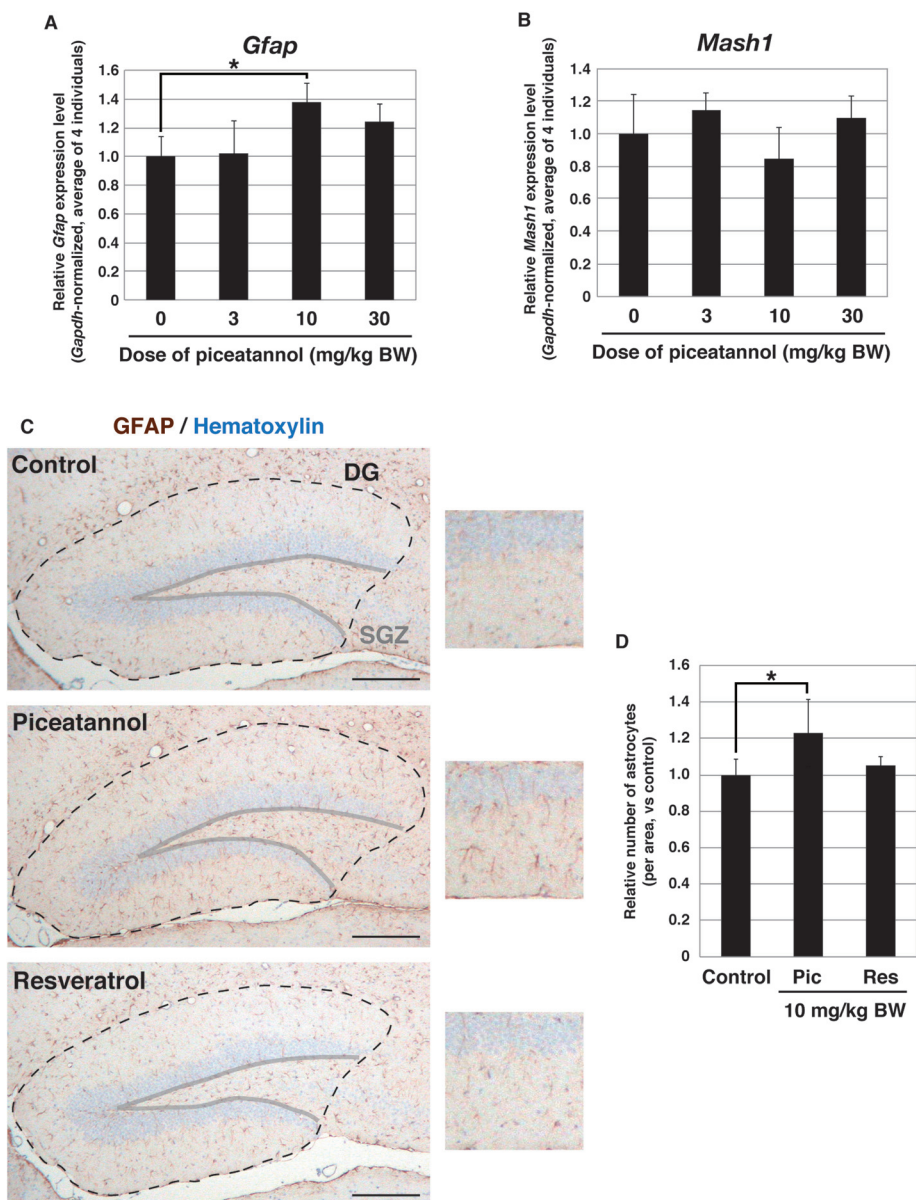 A
Gfap
Relative Gfap expression level
(Gapdh-normalized, average of 4 individuals)
1.6
1.4
1.2
1.0
0.8
0.6
0.4
0.2
0
*
0 3 10 30
Dose of piceatannol (mg/kg BW)
B
Mash1
Relative Mash1 expression level
(Gapdh-normalized, average of 4 individuals)
1.4
1.2
1.0
0.8
0.6
0.4
0.2
0
0 3 10 30
Dose of piceatannol (mg/kg BW)
C
GFAP / Hematoxylin
Control
DG
SGZ
Piceatannol
Resveratrol
D
Relative number of astrocytes
(per area, vs control)
1.6
1.4
1.2
1.0
0.8
0.6
0.4
0.2
0
*
Control Pic Res
10 mg/kg BW